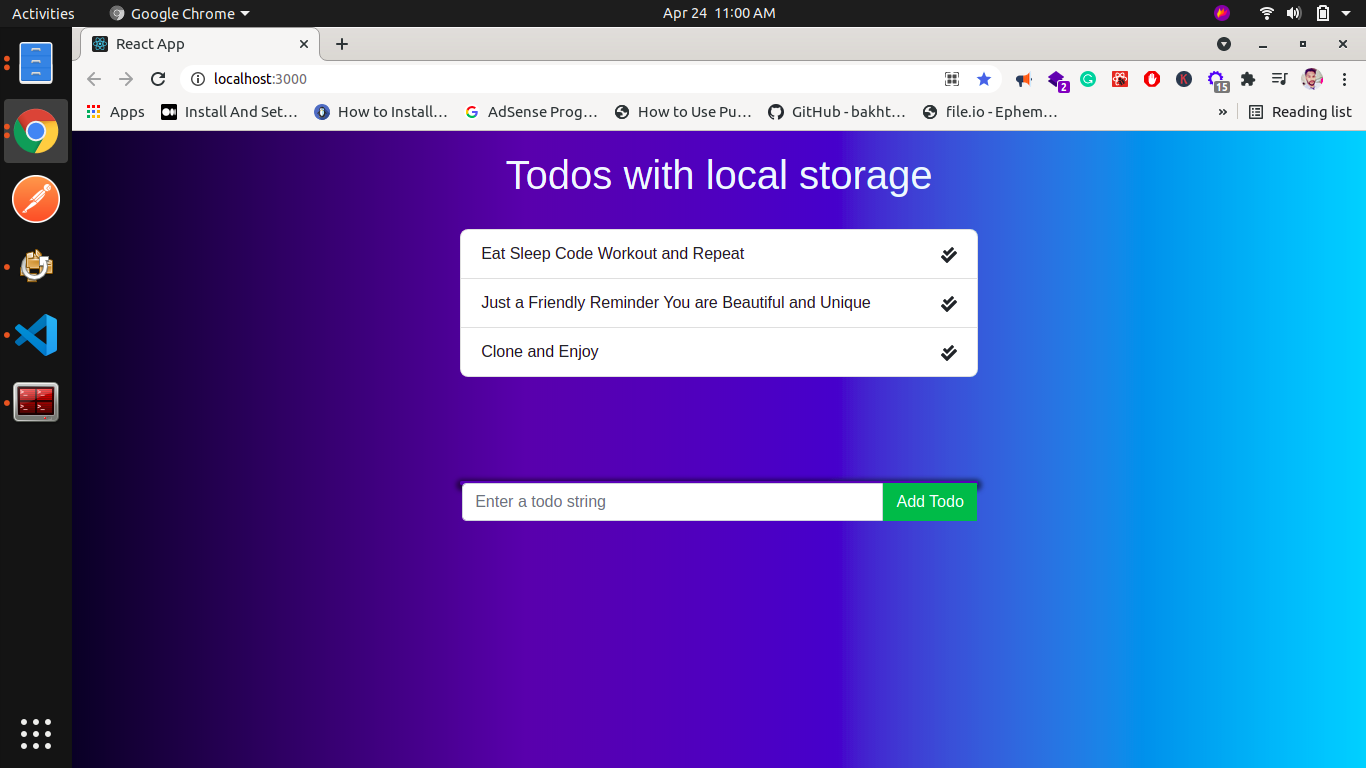 Activities Google Chrome Apr 24 11:00 AM
React App
localhost:3000 2 K 15
Apps Install And Set… How to Install… AdSense Prog… How to Use Pu… GitHub - bakht… file.io - Ephem… » Reading list
Todos with local storage
Eat Sleep Code Workout and Repeat
Just a Friendly Reminder You are Beautiful and Unique
Clone and Enjoy
Enter a todo string Add Todo